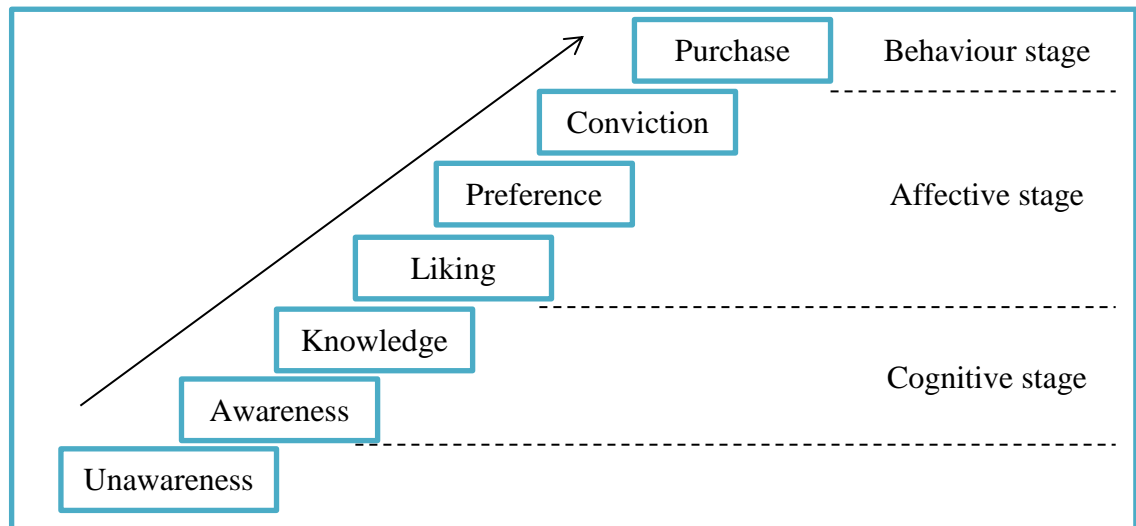 Purchase Behaviour stage
Conviction
Preference Affective stage
Liking
Knowledge
Cognitive stage
Awareness
Unawareness